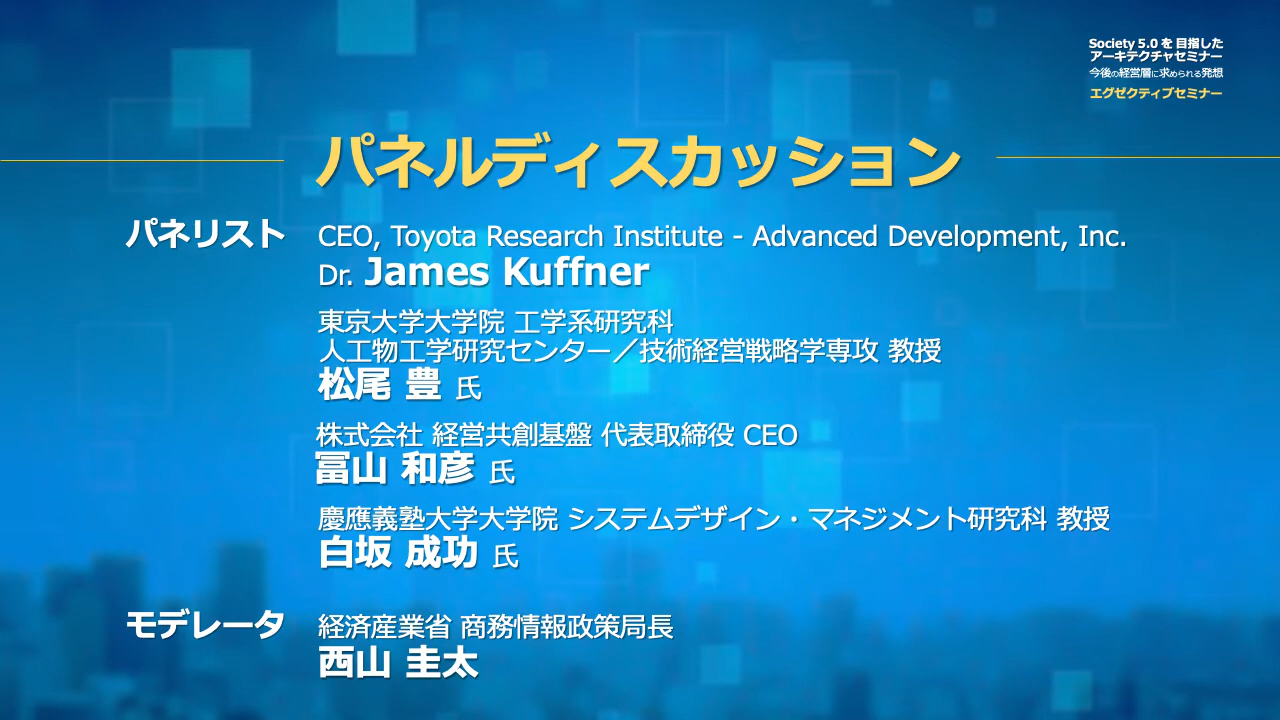 Society 5.0 を目指した
アーキテクチャセミナー
今後の経営層に求められる発想
エグゼクティブセミナー
パネルディスカッション
パネリスト
CEO, Toyota Research Institute - Advanced Development, Inc.
Dr. James Kuffner
東京大学大学院 工学系研究科
人工物工学研究センター／技術経営戦略学専攻 教授
松尾 豊 氏
株式会社 経営共創基盤 代表取締役 CEO
冨山 和彦 氏
慶應義塾大学大学院 システムデザイン・マネジメント研究科 教授
白坂 成功 氏
モデレータ
経済産業省 商務情報政策局長
西山 圭太